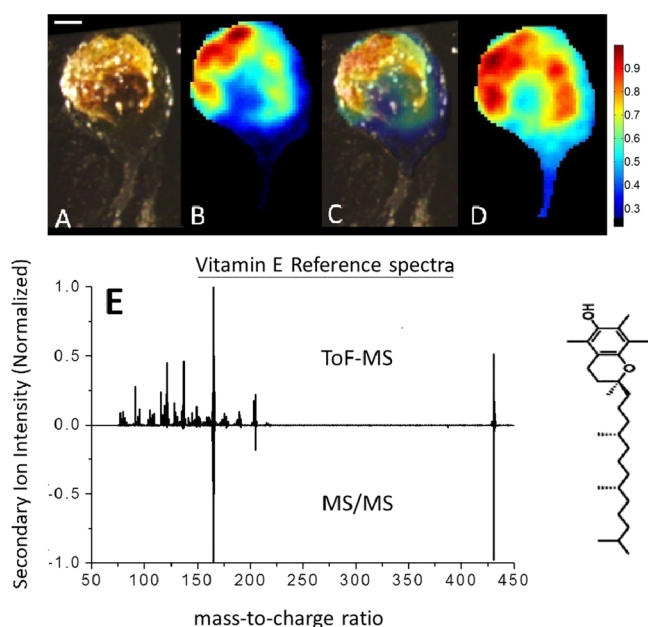 A
B
C
D
0.9
0.8
0.7
0.6
0.5
0.4
0.3
Vitamin E Reference spectra
E
ToF-MS
MS/MS
Secondary Ion Intensity (Normalized)
1.0
0.5
0.0
-0.5
-1.0
50
100
150
200
250
300
350
400
450
mass-to-charge ratio
OH
O